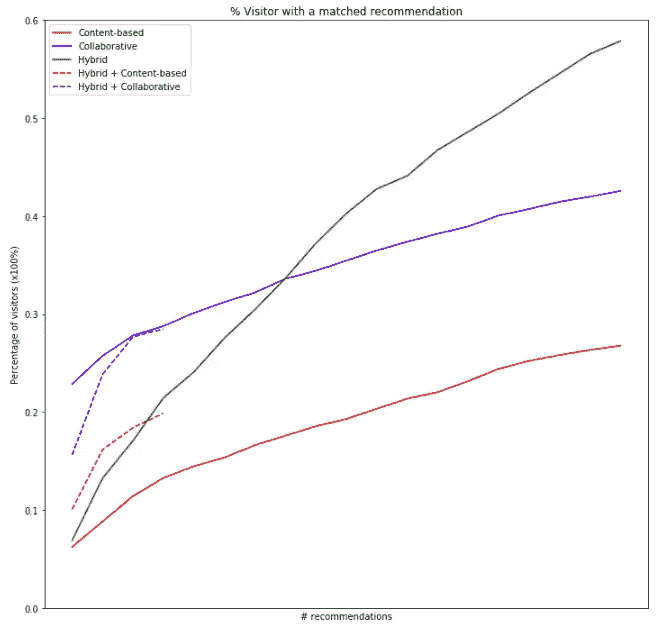 % Visitor with a matched recommendation
Content-based
Collaborative
Hybrid
Hybrid + Content-based
Hybrid + Collaborative
Percentage of visitors (x100%)
0.6
0.5
0.4
0.3
0.2
0.1
0.0
# recommendations